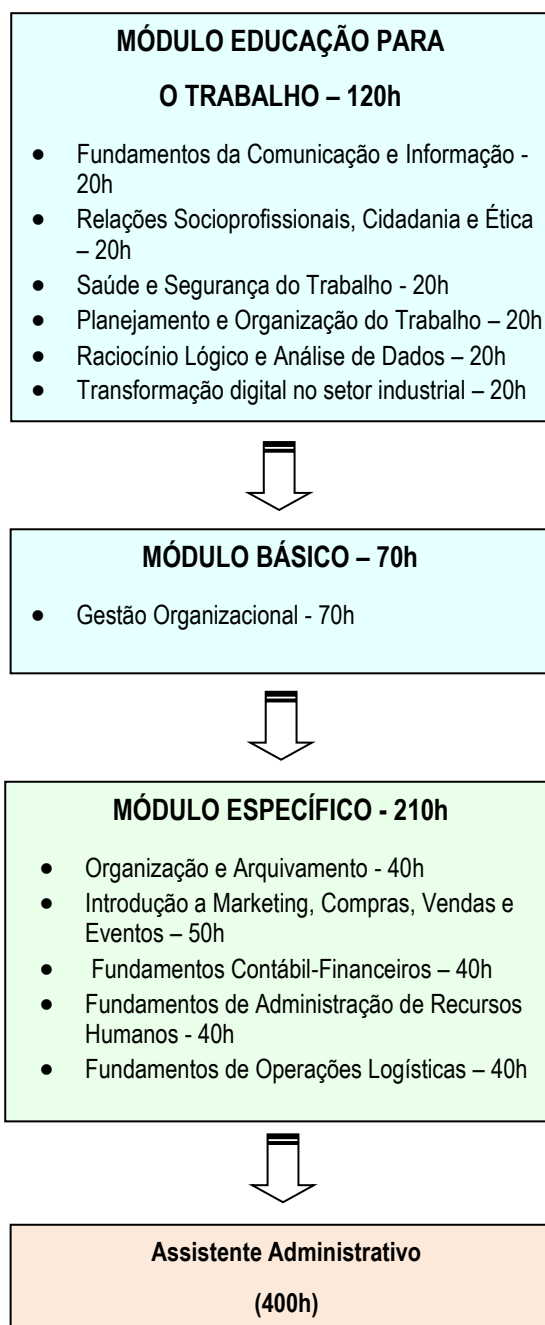 MÓDULO EDUCAÇÃO PARA
O TRABALHO – 120h
• Fundamentos da Comunicação e Informação -
20h
• Relações Socioprofissionais, Cidadania e Ética
– 20h
• Saúde e Segurança do Trabalho - 20h
• Planejamento e Organização do Trabalho – 20h
• Raciocínio Lógico e Análise de Dados – 20h
• Transformação digital no setor industrial – 20h
MÓDULO BÁSICO – 70h
• Gestão Organizacional - 70h
MÓDULO ESPECÍFICO - 210h
• Organização e Arquivamento - 40h
• Introdução a Marketing, Compras, Vendas e
Eventos – 50h
• Fundamentos Contábil-Financeiros – 40h
• Fundamentos de Administração de Recursos
Humanos - 40h
• Fundamentos de Operações Logísticas – 40h
Assistente Administrativo
(400h)